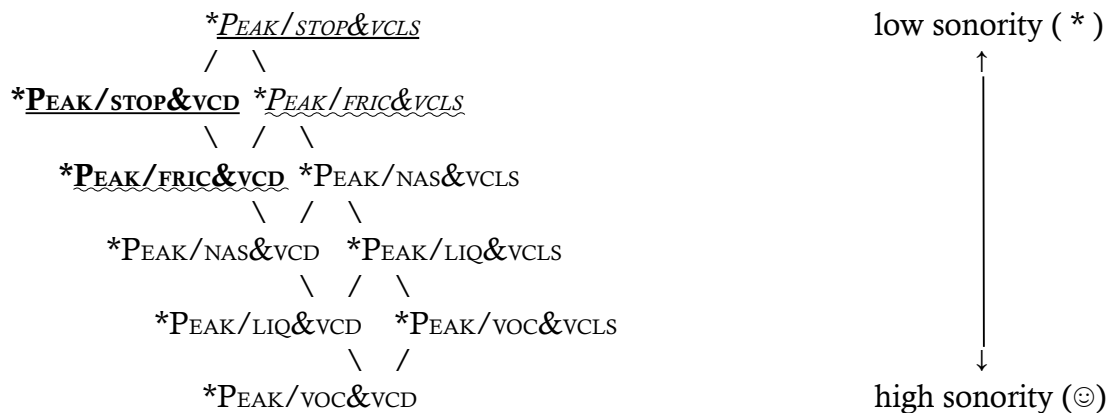 *PEAK/STOP&VCLS low sonority ( * )
/ \ ↑
*PEAK/STOP&VCD *PEAK/FRIC&VCLS
\ / \
*PEAK/FRIC&VCD *PEAK/NAS&VCLS
\ / \
*PEAK/NAS&VCD *PEAK/LIQ&VCLS
\ / \
*PEAK/LIQ&VCD *PEAK/VOC&VCLS
\ / ↓
*PEAK/VOC&VCD high sonority (☺)